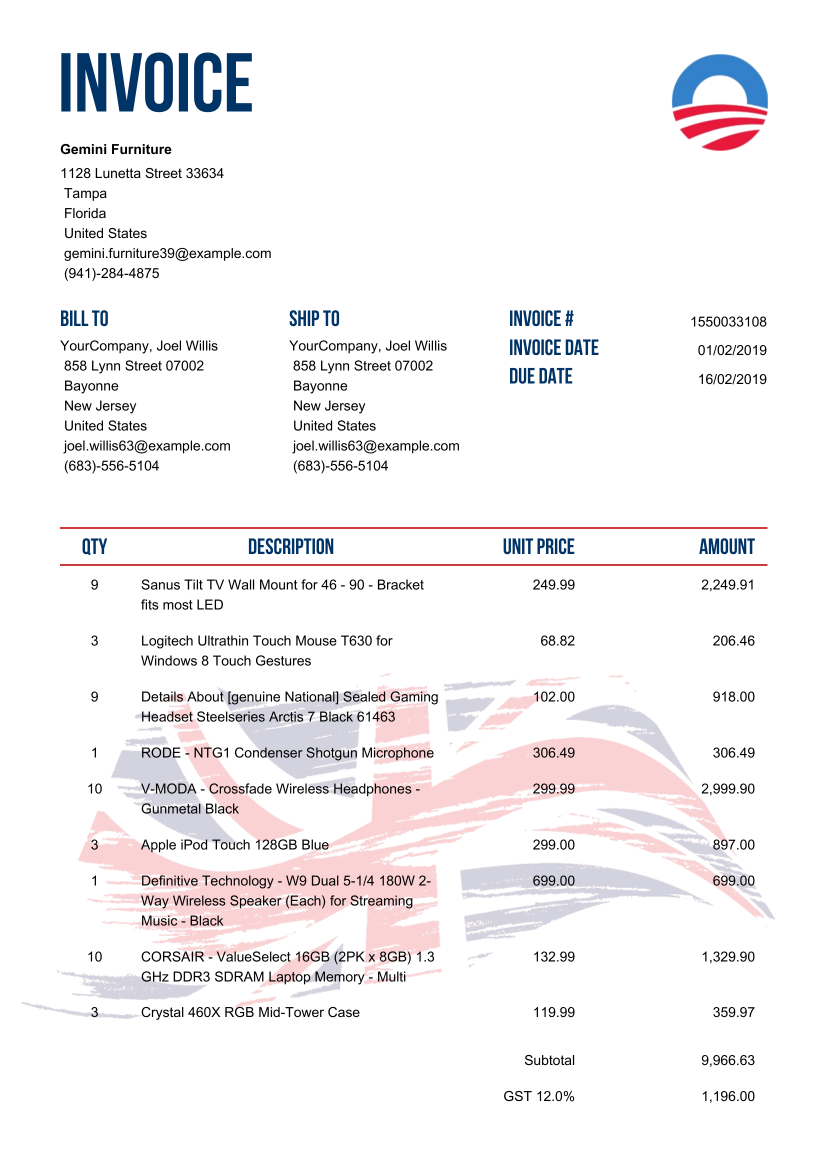 INVOICE
Gemini Furniture
1128 Lunetta Street 33634
Tampa
Florida
United States
gemini.furniture39@example.com
(941)-284-4875
BILL TO
YourCompany, Joel Willis
858 Lynn Street 07002
Bayonne
New Jersey
United States
joel.willis63@example.com
(683)-556-5104
SHIP TO
YourCompany, Joel Willis
858 Lynn Street 07002
Bayonne
New Jersey
United States
joel.willis63@example.com
(683)-556-5104
INVOICE # 1550033108
INVOICE DATE 01/02/2019
DUE DATE 16/02/2019
QTY DESCRIPTION UNIT PRICE AMOUNT
9 Sanus Tilt TV Wall Mount for 46 - 90 - Bracket 249.99 2,249.91
fits most LED
3 Logitech Ultrathin Touch Mouse T630 for 68.82 206.46
Windows 8 Touch Gestures
9 Details About [genuine National] Sealed Gaming 102.00 918.00
Headset Steelseries Arctis 7 Black 61463
1 RODE - NTG1 Condenser Shotgun Microphone 306.49 306.49
10 V-MODA - Crossfade Wireless Headphones - 299.99 2,999.90
Gunmetal Black
3 Apple iPod Touch 128GB Blue 299.00 897.00
1 Definitive Technology - W9 Dual 5-1/4 180W 2- 699.00 699.00
Way Wireless Speaker (Each) for Streaming
Music - Black
10 CORSAIR - ValueSelect 16GB (2PK x 8GB) 1.3 132.99 1,329.90
GHz DDR3 SDRAM Laptop Memory - Multi
3 Crystal 460X RGB Mid-Tower Case 119.99 359.97
Subtotal 9,966.63
GST 12.0% 1,196.00